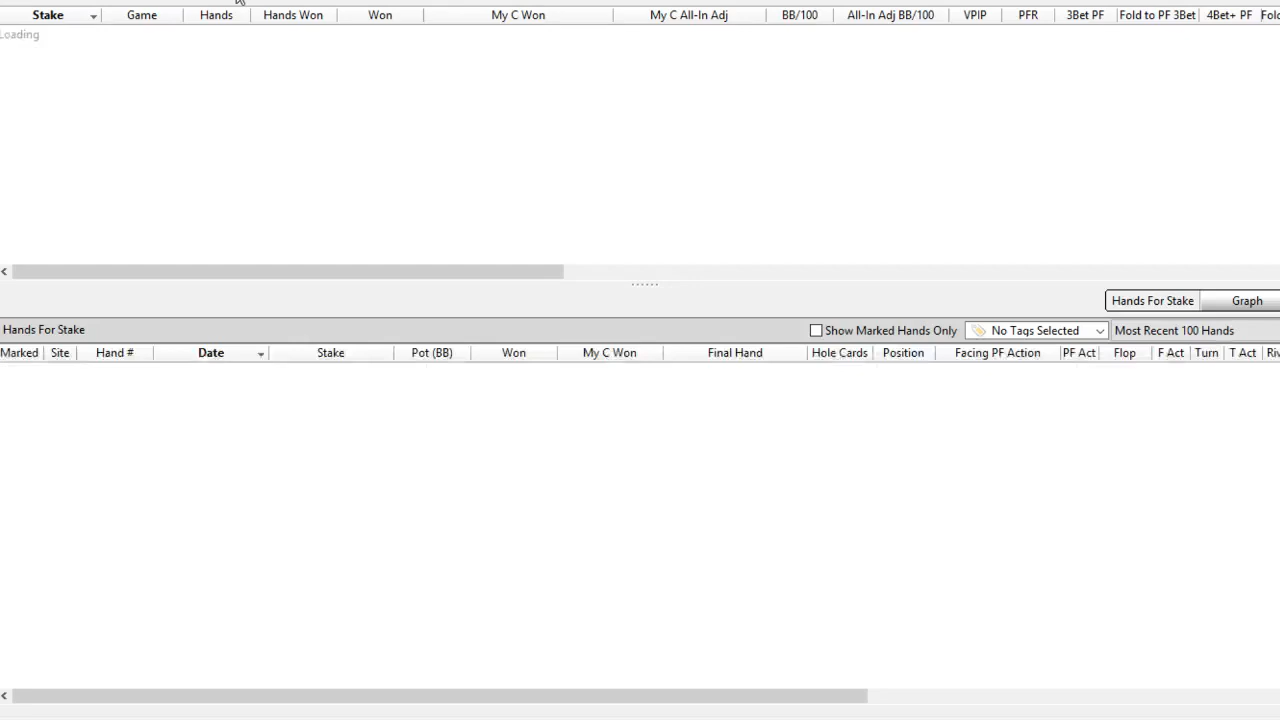 Stake Game Hands Hands Won Won My C Won My C All-In Adj BB/100 All-In Adj BB/100 VPIP PFR 3Bet PF Fold to PF 3Bet 4Bet+ PF Fold
Loading
Hands For Stake Graph
Hands For Stake Show Marked Hands Only No Tags Selected Most Recent 100 Hands
Marked Site Hand # Date Stake Pot (BB) Won My C Won Final Hand Hole Cards Position Facing PF Action PF Act Flop F Act Turn T Act Riv